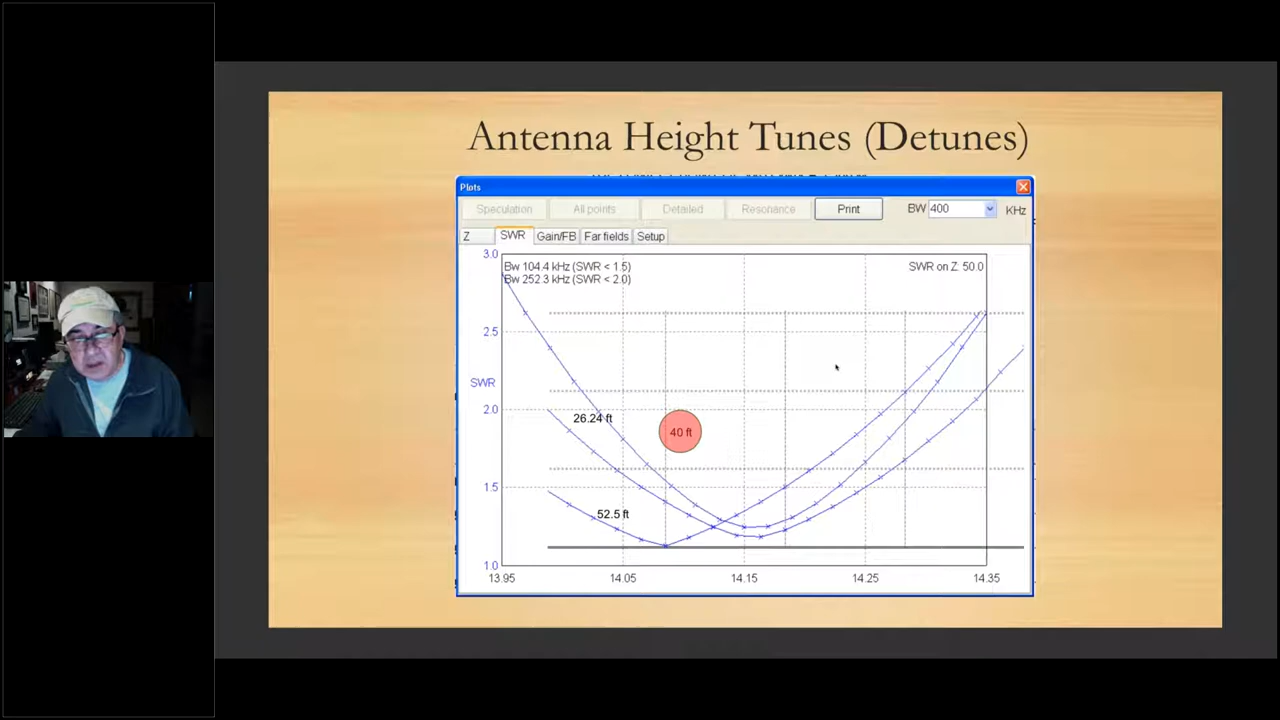 Antenna Height Tunes (Detunes)
Plots
Speculation All points Detailed Resonance Print BW 400 KHz
Z SWR Gain/FB Far fields Setup
3.0
Bw 104.4 kHz (SWR < 1.5) SWR on Z: 50.0
Bw 252.3 kHz (SWR < 2.0)
2.5
SWR
2.0
26.24 ft
40 ft
1.5
52.5 ft
1.0
13.95 14.05 14.15 14.25 14.35